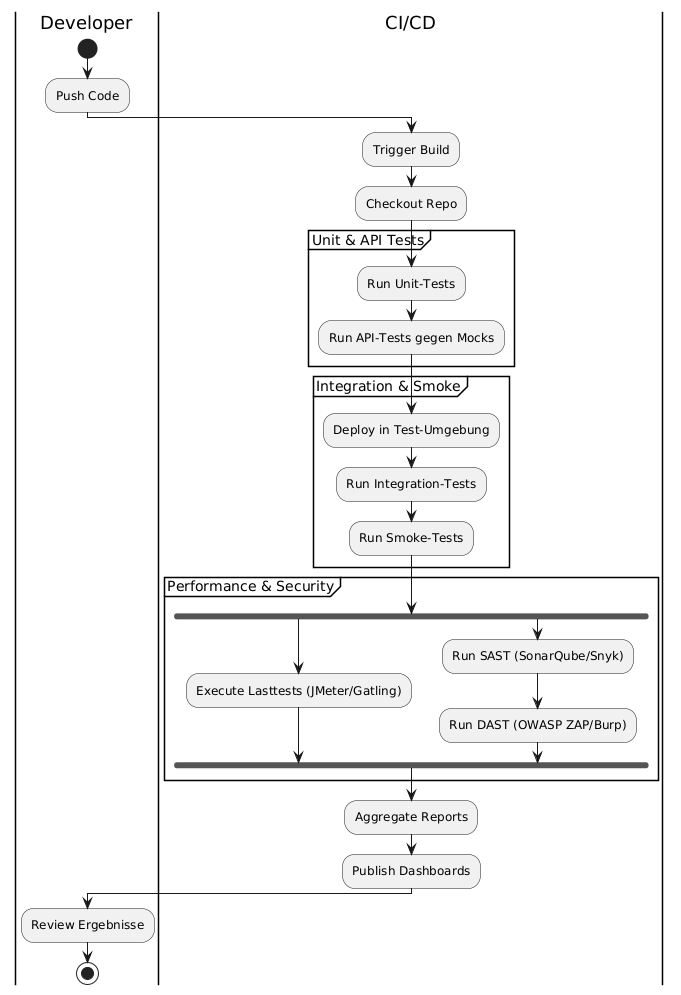 Developer
CI/CD
Push Code
Trigger Build
Checkout Repo
Unit & API Tests
Run Unit-Tests
Run API-Tests gegen Mocks
Integration & Smoke
Deploy in Test-Umgebung
Run Integration-Tests
Run Smoke-Tests
Performance & Security
Execute Lasttests (JMeter/Gatling)
Run SAST (SonarQube/Snyk)
Run DAST (OWASP ZAP/Burp)
Aggregate Reports
Publish Dashboards
Review Ergebnisse